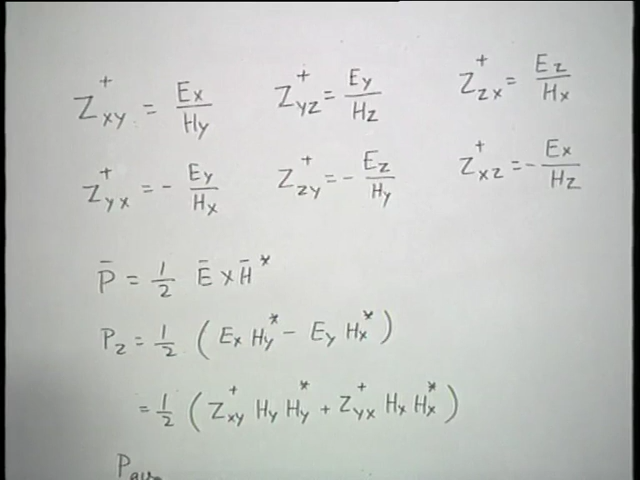 Z⁺xy = Ex/Hy   Z⁺yz = Ey/Hz   Z⁺zx = Ez/Hx
Z⁺yx = - Ey/Hx   Z⁺zy = - Ez/Hy   Z⁺xz = - Ex/Hz
P̄ = 1/2 Ē × H̄*
Pz = 1/2 ( Ex Hy* - Ey Hx* )
= 1/2 ( Z⁺xy Hy Hy* + Z⁺yx Hx Hx* )